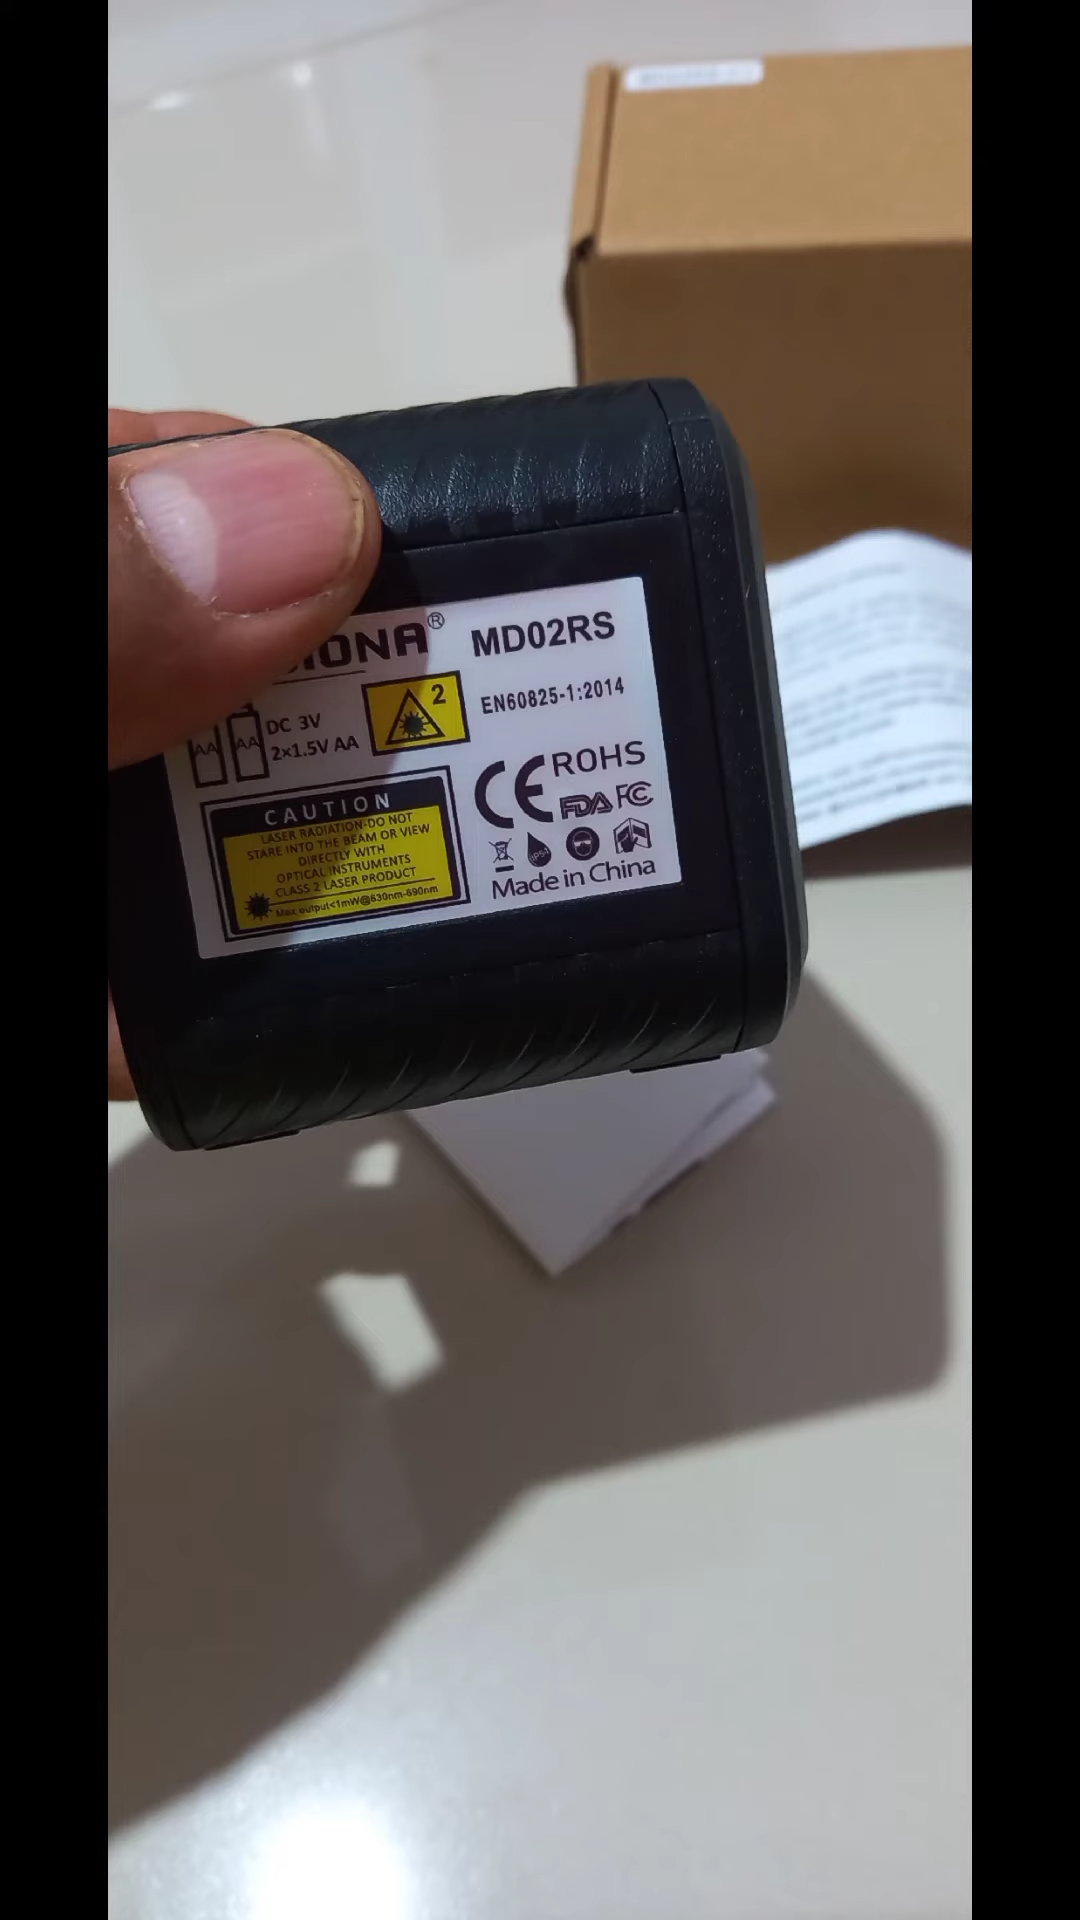 MD02RS
AA AA
DC 3V
2×1.5V AA
2
EN60825-1:2014
CE ROHS
FDA FC
IP54
Made in China
CAUTION
LASER RADIATION-DO NOT
STARE INTO THE BEAM OR VIEW
DIRECTLY WITH
OPTICAL INSTRUMENTS
CLASS 2 LASER PRODUCT
Max output<1mW@630nm-690nm